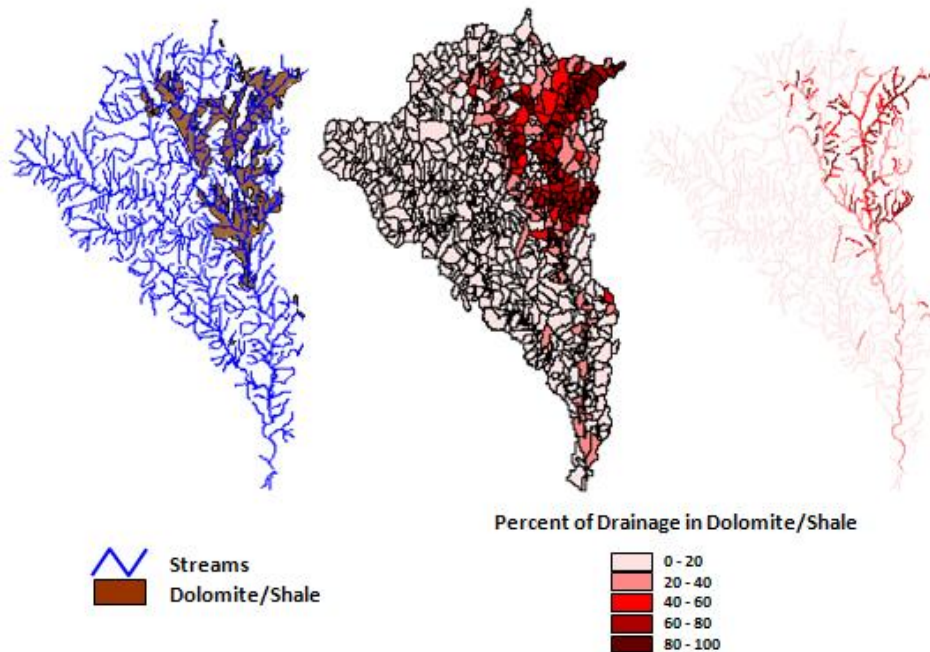 Streams
Dolomite/Shale
Percent of Drainage in Dolomite/Shale
0 - 20
20 - 40
40 - 60
60 - 80
80 - 100